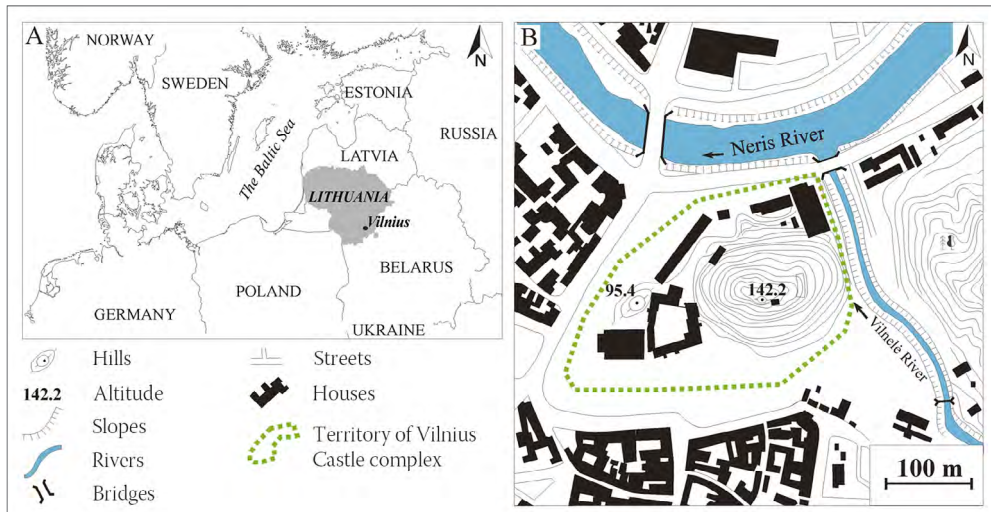 A
NORWAY
SWEDEN
ESTONIA
RUSSIA
The Baltic Sea
LATVIA
LITHUANIA
Vilnius
BELARUS
POLAND
GERMANY
UKRAINE
N
Hills
142.2 Altitude
Slopes
Rivers
Bridges
Streets
Houses
Territory of Vilnius
Castle complex
B
N
Neris River
95.4
142.2
Vilnelé River
100 m